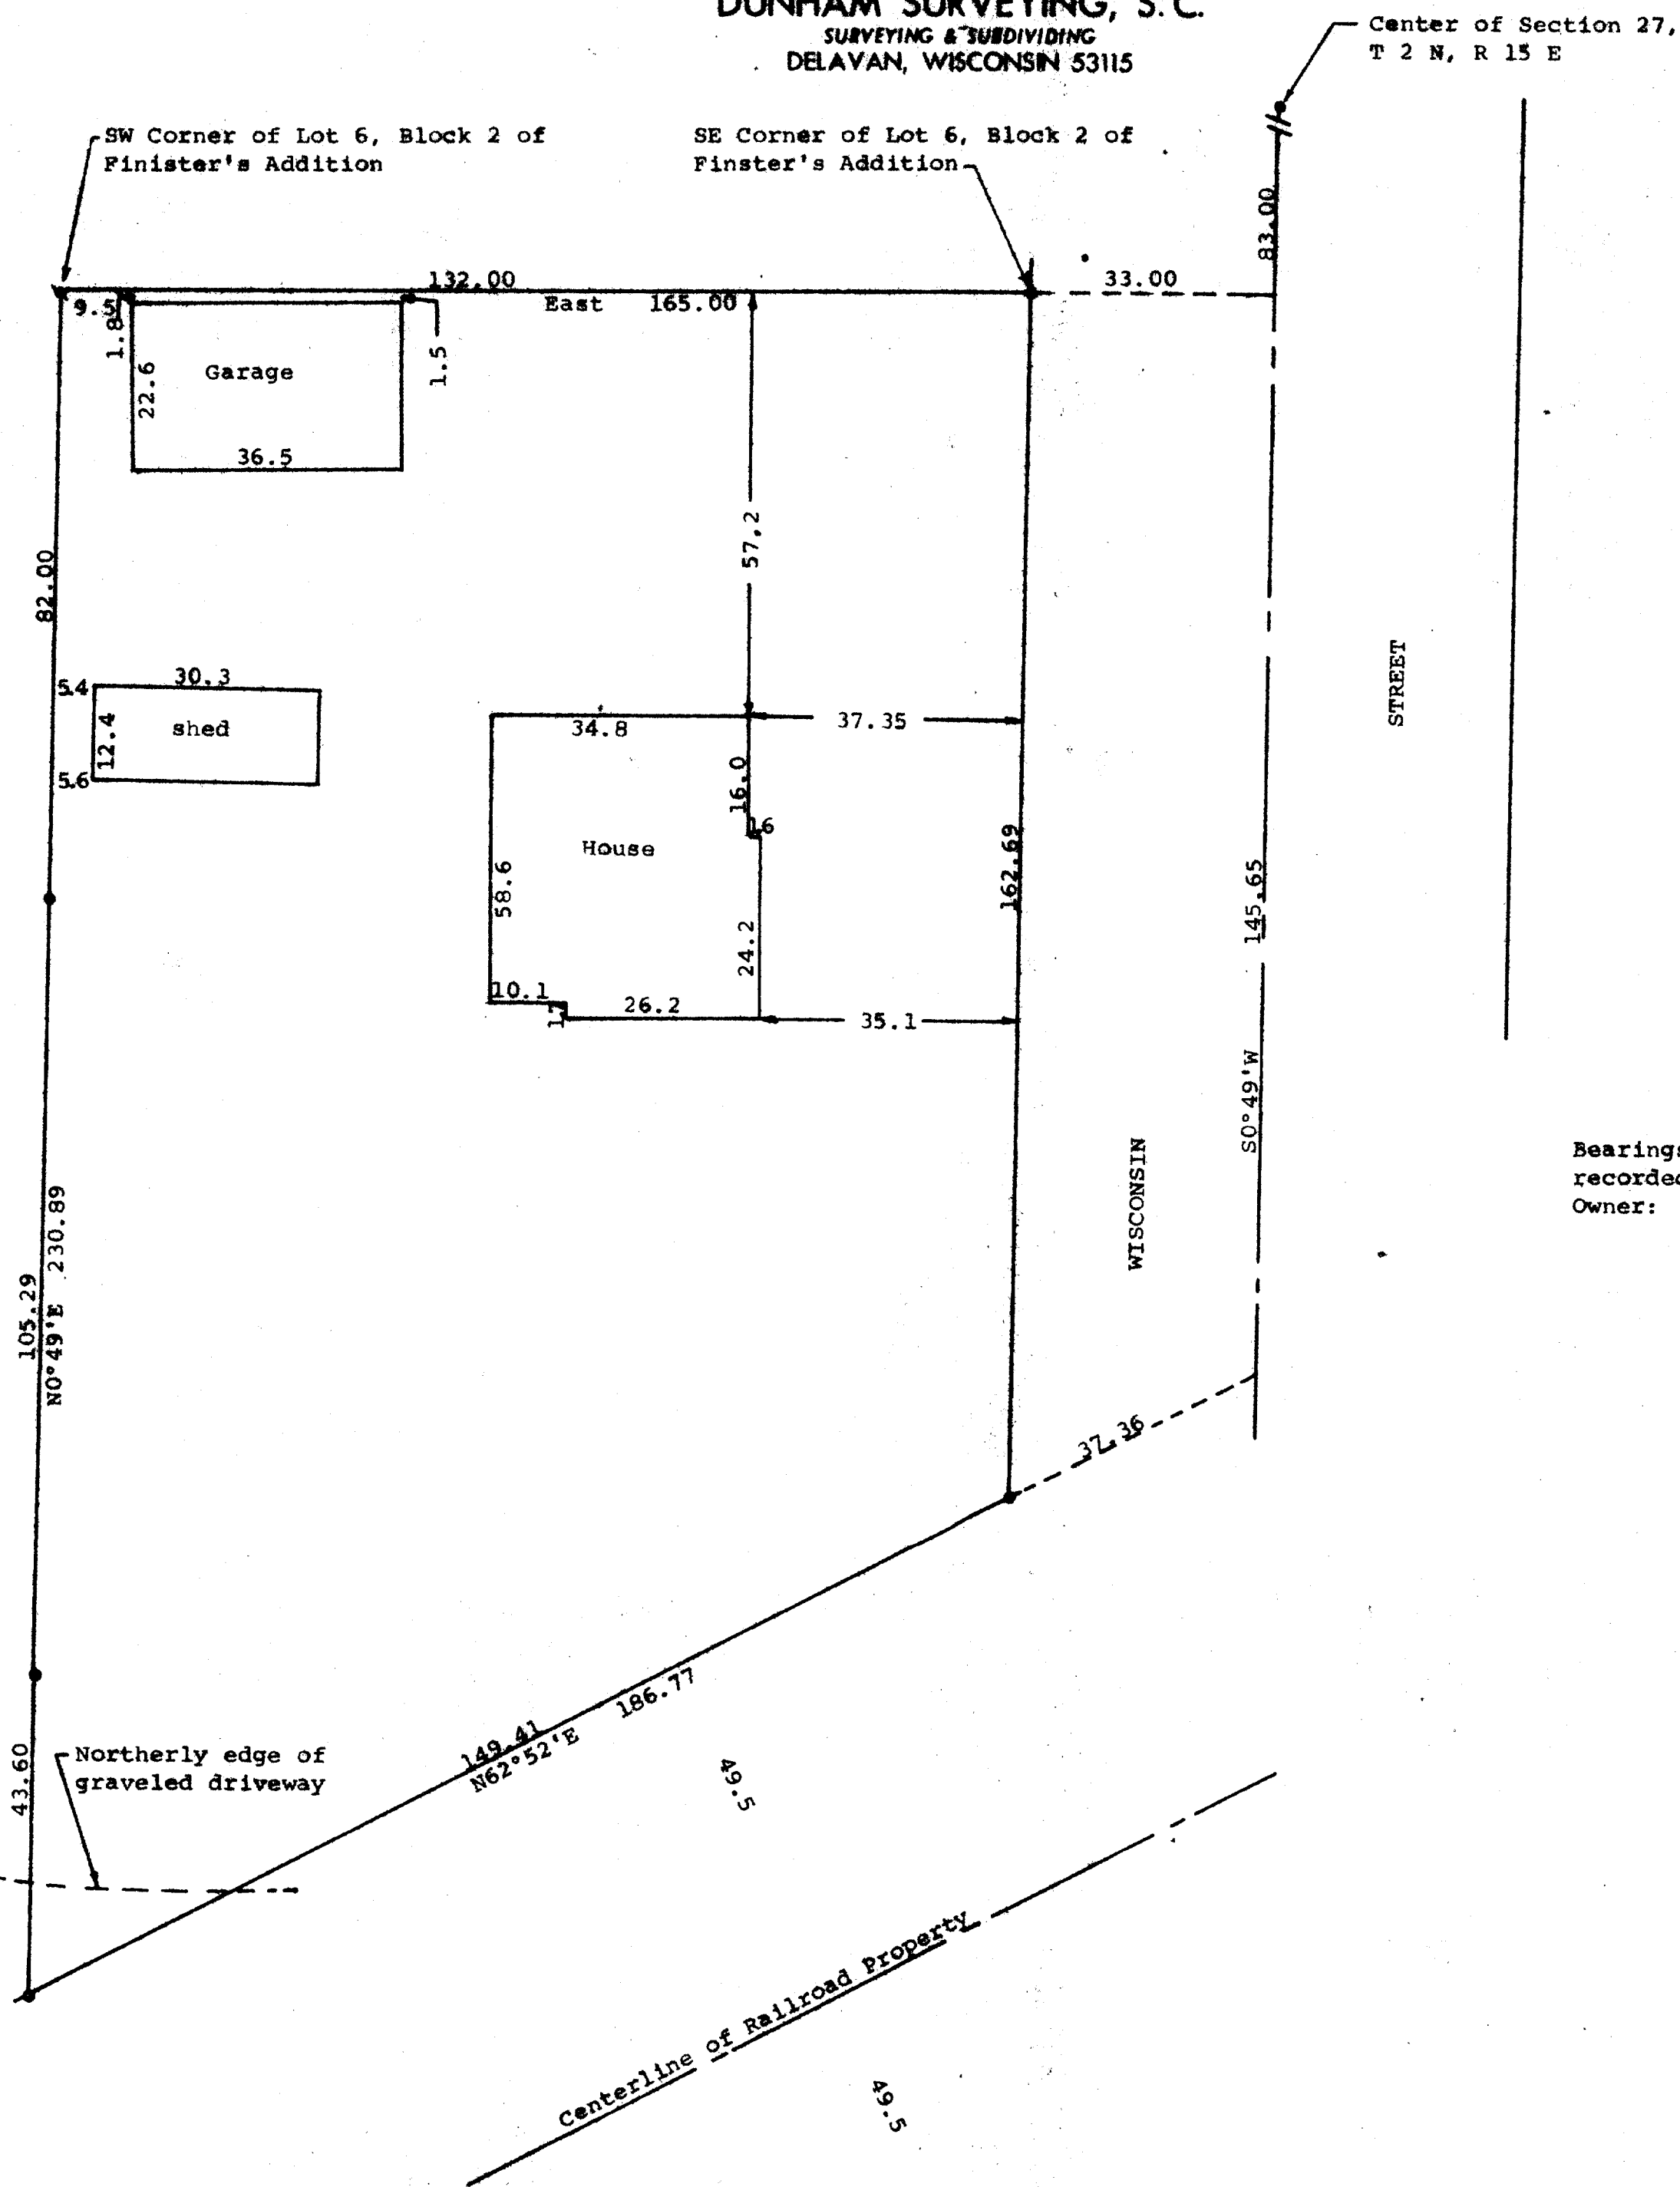 DUNHAM SURVEYING, S. C.
SURVEYING & SUBDIVIDING
DELAVAN, WISCONSIN 53115
Center of Section 27,
T 2 N, R 15 E
SW Corner of Lot 6, Block 2 of
Finister's Addition
SE Corner of Lot 6, Block 2 of
Finster's Addition
83.00
132.00
33.00
East 165.00
9.5
1.8
1.5
22.6
Garage
36.5
57.2
82.00
STREET
5.4
30.3
shed
12.4
5.6
34.8
37.35
16.0
16
House
58.6
24.2
162.69
145.65
10.1
17
26.2
35.1
S0°49'W
WISCONSIN
Bearings
recorded
Owner:
105.29
N0°49'E 230.89
37.36
186.77
149.41
N62°52'E
43.60
Northerly edge of
graveled driveway
49.5
Centerline of Railroad Property
49.5